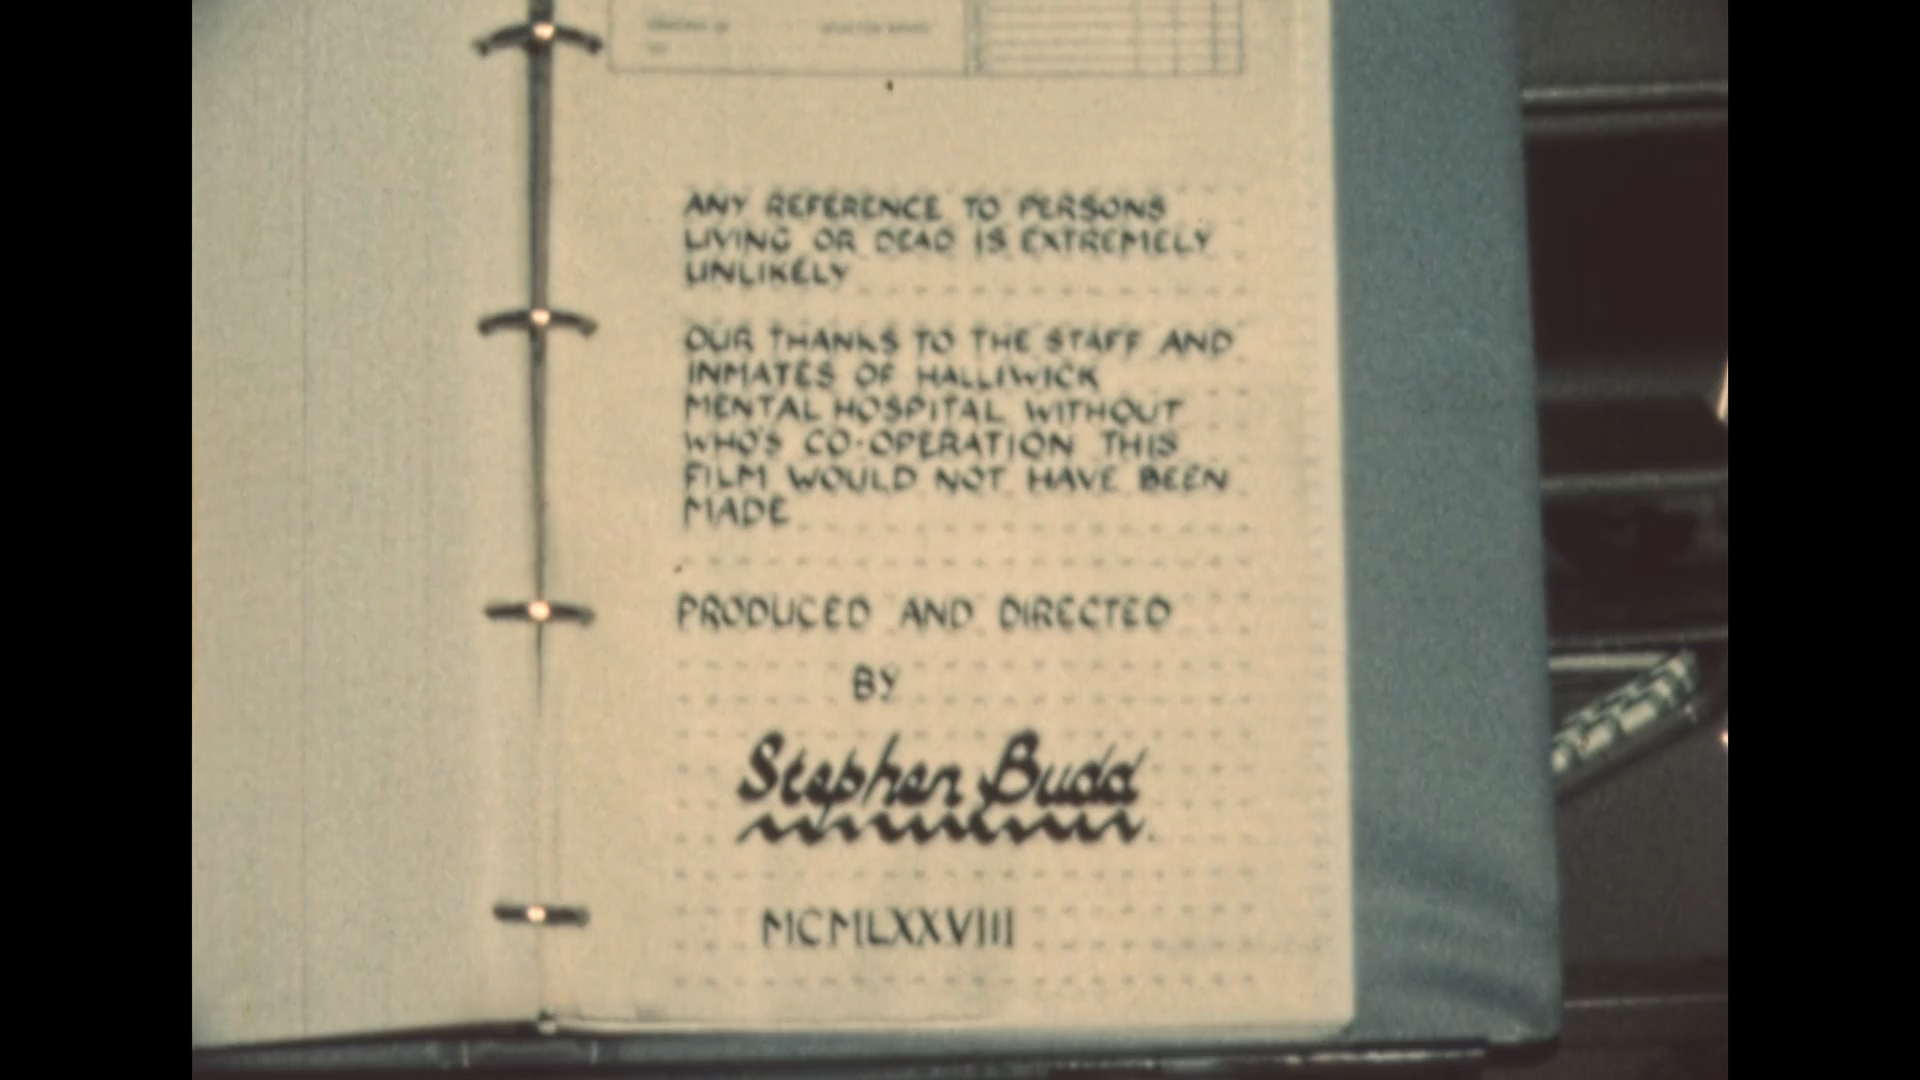 ANY REFERENCE TO PERSONS
LIVING OR DEAD IS EXTREMELY
UNLIKELY
OUR THANKS TO THE STAFF AND
INMATES OF HALLIWICK
MENTAL HOSPITAL WITHOUT
WHO'S CO-OPERATION THIS
FILM WOULD NOT HAVE BEEN
MADE
PRODUCED AND DIRECTED
BY
Stephen Budd
MCMLXXVIII